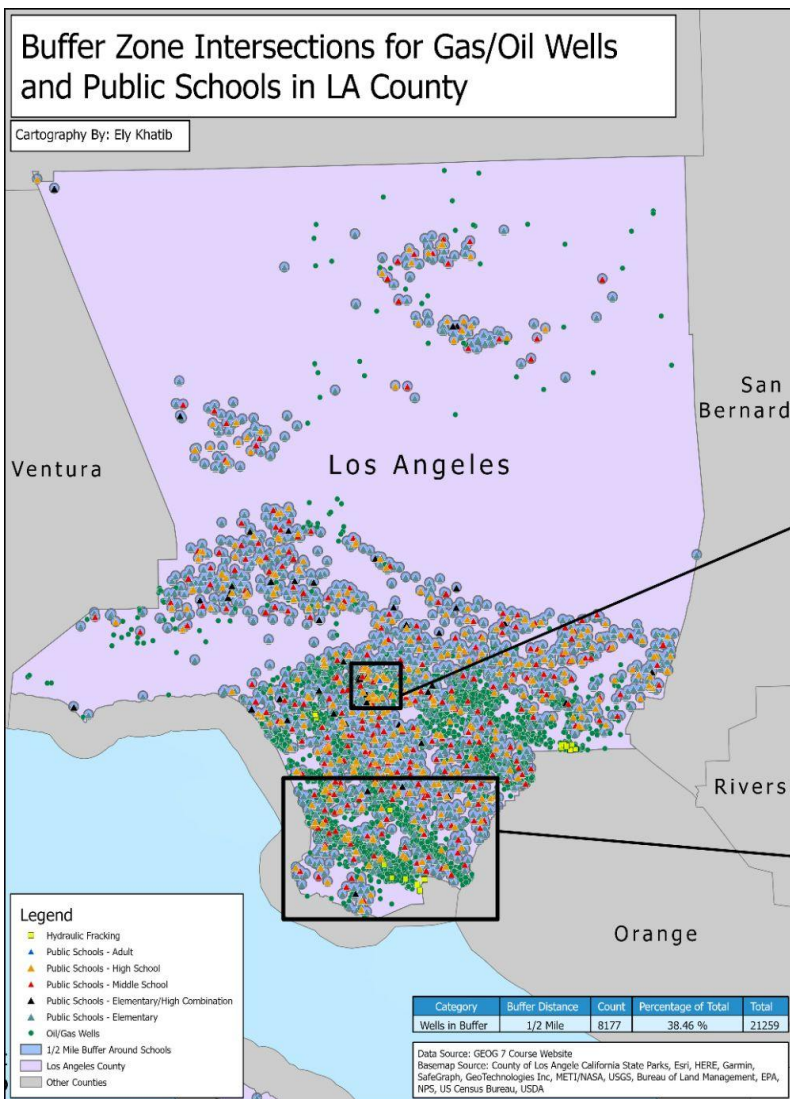 Buffer Zone Intersections for Gas/Oil Wells
and Public Schools in LA County
Cartography By: Ely Khatib
San
Bernard
Ventura
Los Angeles
Rivers
Orange
Legend
Hydraulic Fracking
Public Schools - Adult
Public Schools - High School
Public Schools - Middle School
Public Schools - Elementary/High Combination
Public Schools - Elementary
Oil/Gas Wells
1/2 Mile Buffer Around Schools
Los Angeles County
Other Counties
Category Buffer Distance Count Percentage of Total Total
Wells in Buffer 1/2 Mile 8177 38.46 % 21259
Data Source: GEOG 7 Course Website
Basemap Source: County of Los Angele California State Parks, Esri, HERE, Garmin,
SafeGraph, GeoTechnologies Inc, METI/NASA, USGS, Bureau of Land Management, EPA,
NPS, US Census Bureau, USDA